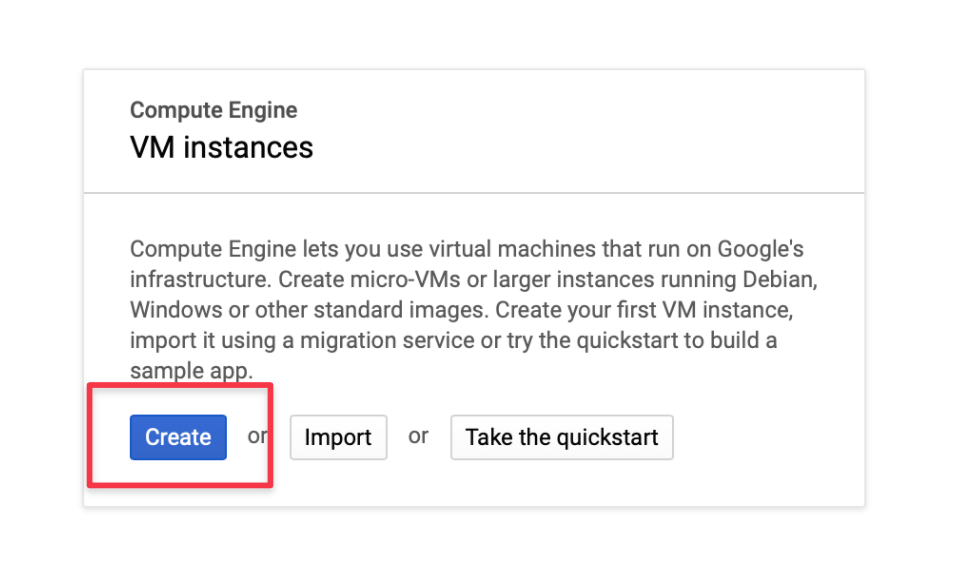 Compute Engine
VM instances
Compute Engine lets you use virtual machines that run on Google's
infrastructure. Create micro-VMs or larger instances running Debian,
Windows or other standard images. Create your first VM instance,
import it using a migration service or try the quickstart to build a
sample app.
Create or Import or Take the quickstart